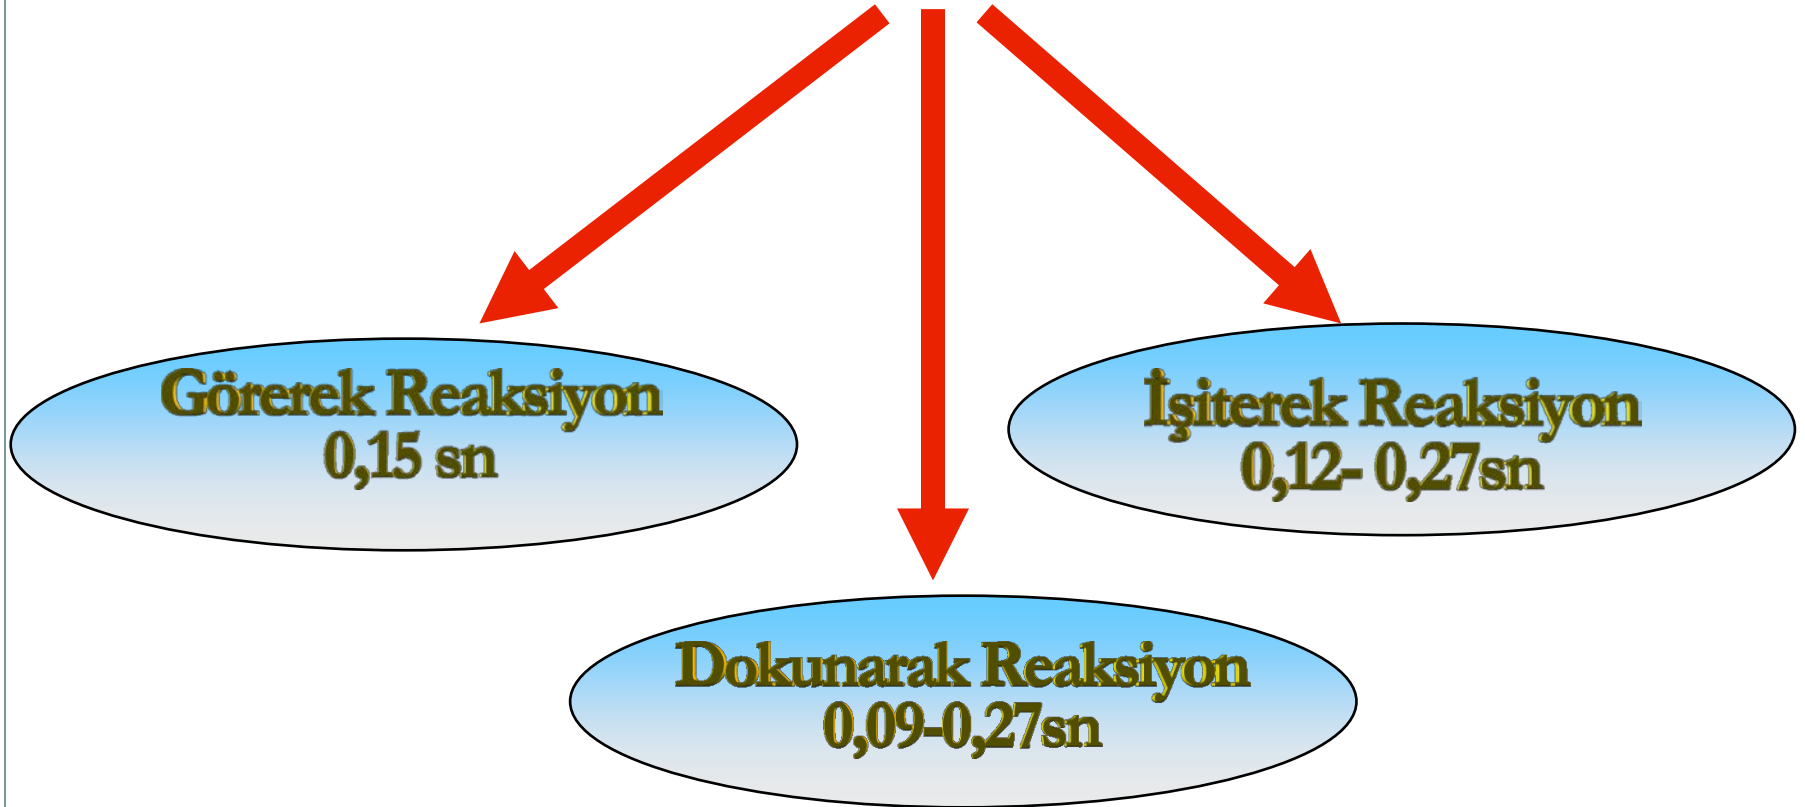 Görerek Reaksiyon
0,15 sn
İşiterek Reaksiyon
0,12- 0,27sn
Dokunarak Reaksiyon
0,09-0,27sn